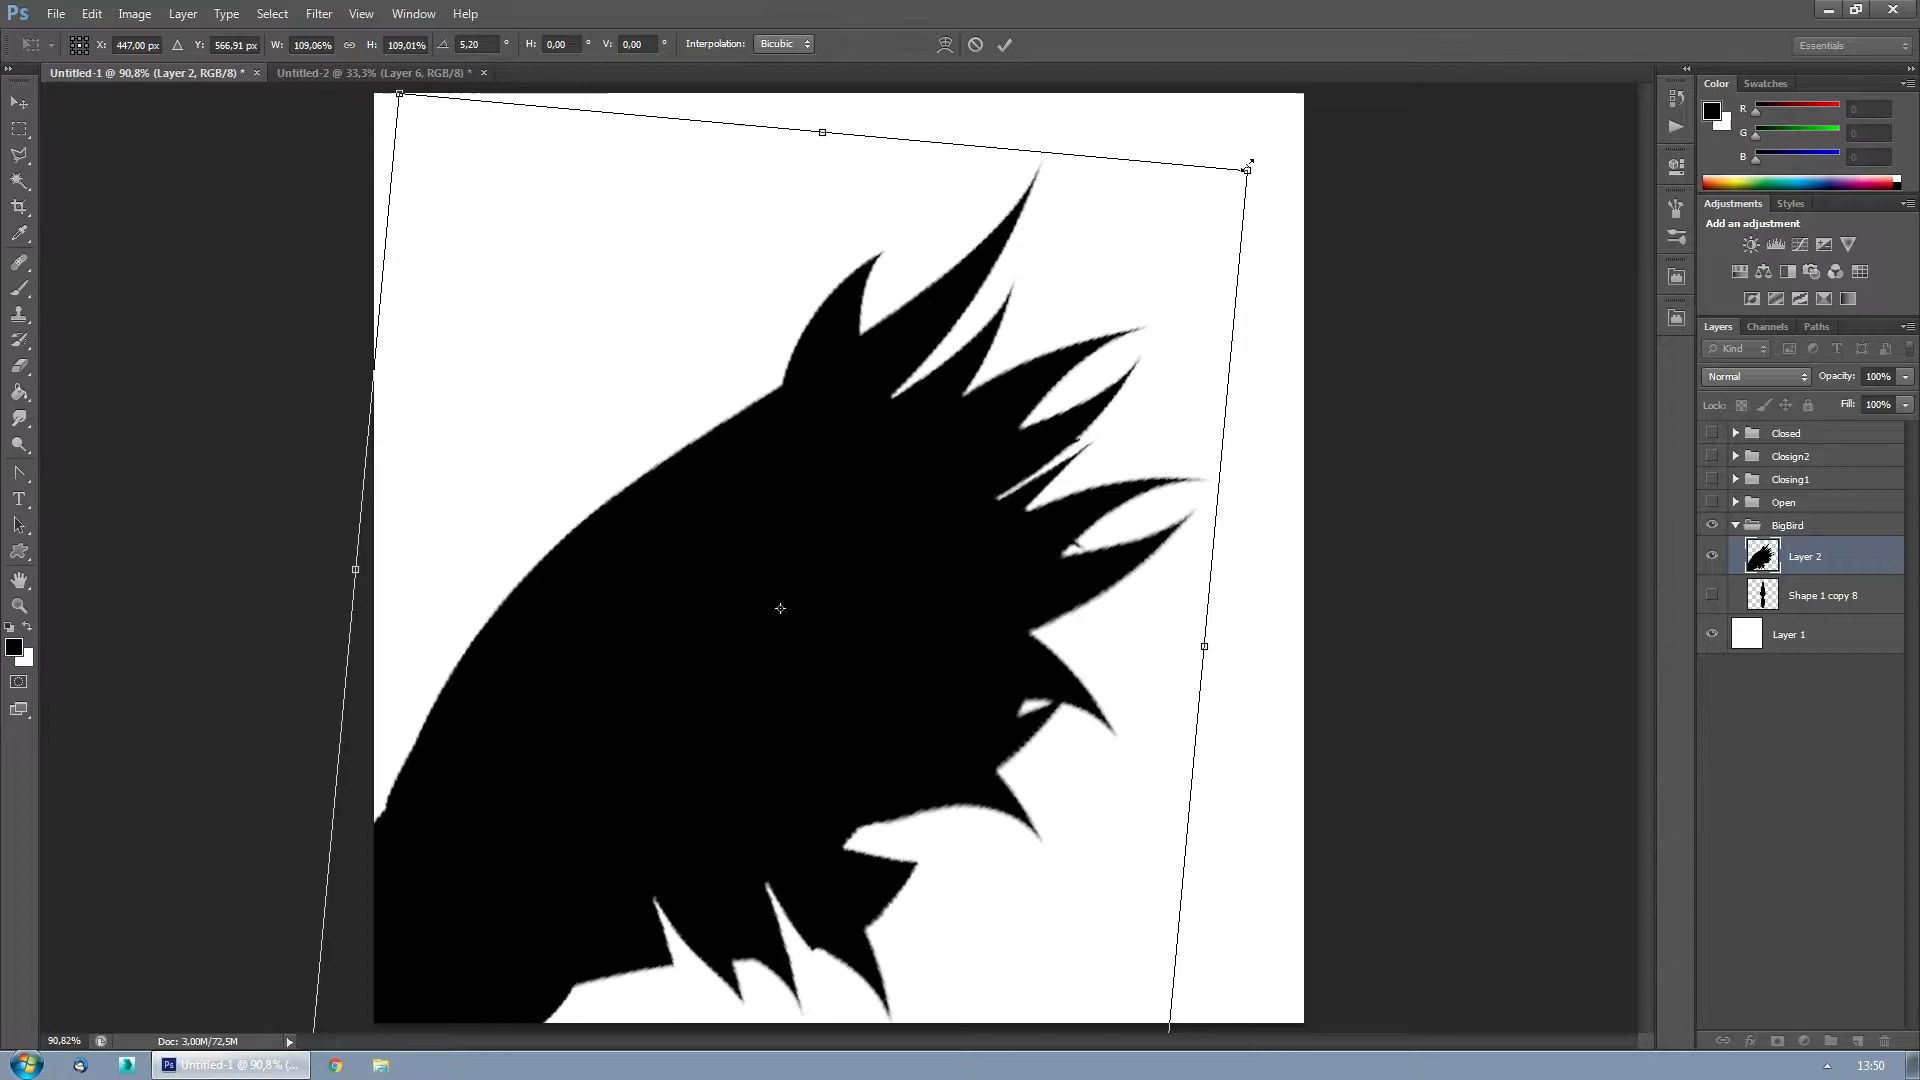 Ps File Edit Image Layer Type Select Filter View Window Help
X: 447,00 px Y: 566,91 px W: 109,06% H: 109,01% 5,20 ° H: 0,00 ° V: 0,00 ° Interpolation: Bicubic Essentials
Untitled-1 @ 90,8% (Layer 2, RGB/8) * × Untitled-2 @ 33,3% (Layer 6, RGB/8) * ×
Color Swatches
R 0
G 0
B 0
Adjustments Styles
Add an adjustment
Layers Channels Paths
Kind
Normal Opacity: 100%
Lock: Fill: 100%
Closed
Closign2
Closing1
Open
BigBird
Layer 2
Shape 1 copy 8
Layer 1
T
90,82% Doc: 3,00M/72,5M
Ps Untitled-1 @ 90,8% (... 13:50